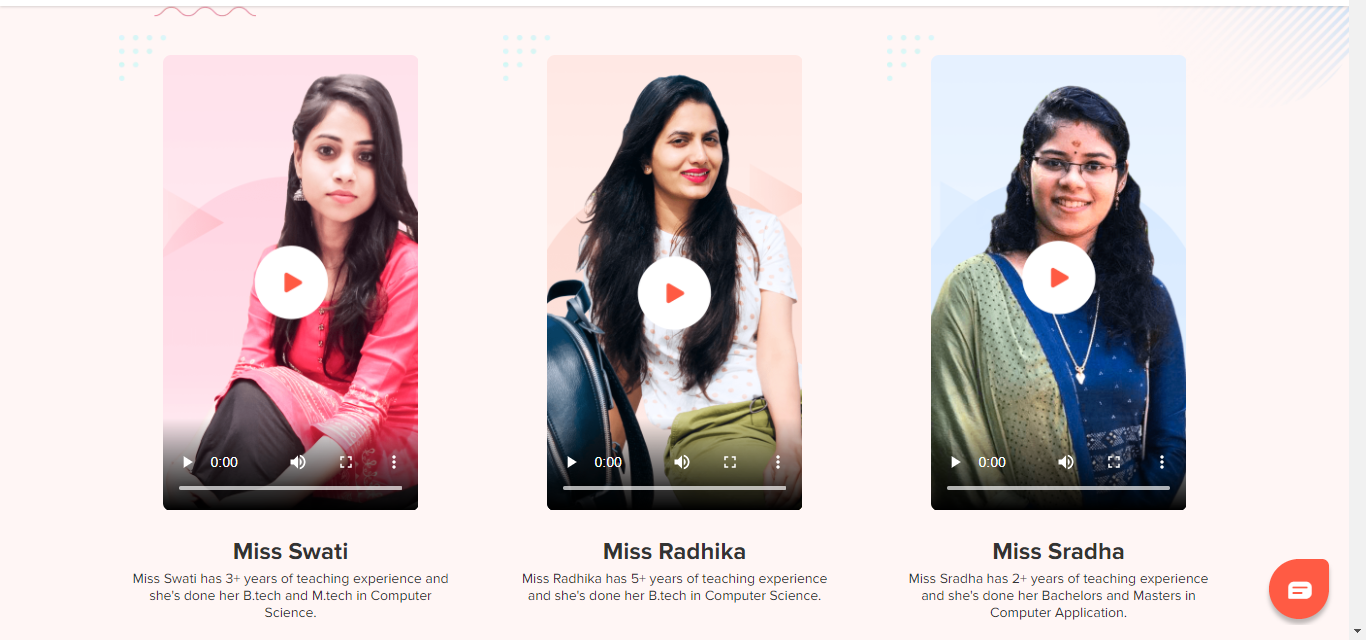 0:00
0:00
0:00
Miss Swati
Miss Swati has 3+ years of teaching experience and
she's done her B.tech and M.tech in Computer
Science.
Miss Radhika
Miss Radhika has 5+ years of teaching experience
and she's done her B.tech in Computer Science.
Miss Sradha
Miss Sradha has 2+ years of teaching experience
and she's done her Bachelors and Masters in
Computer Application.